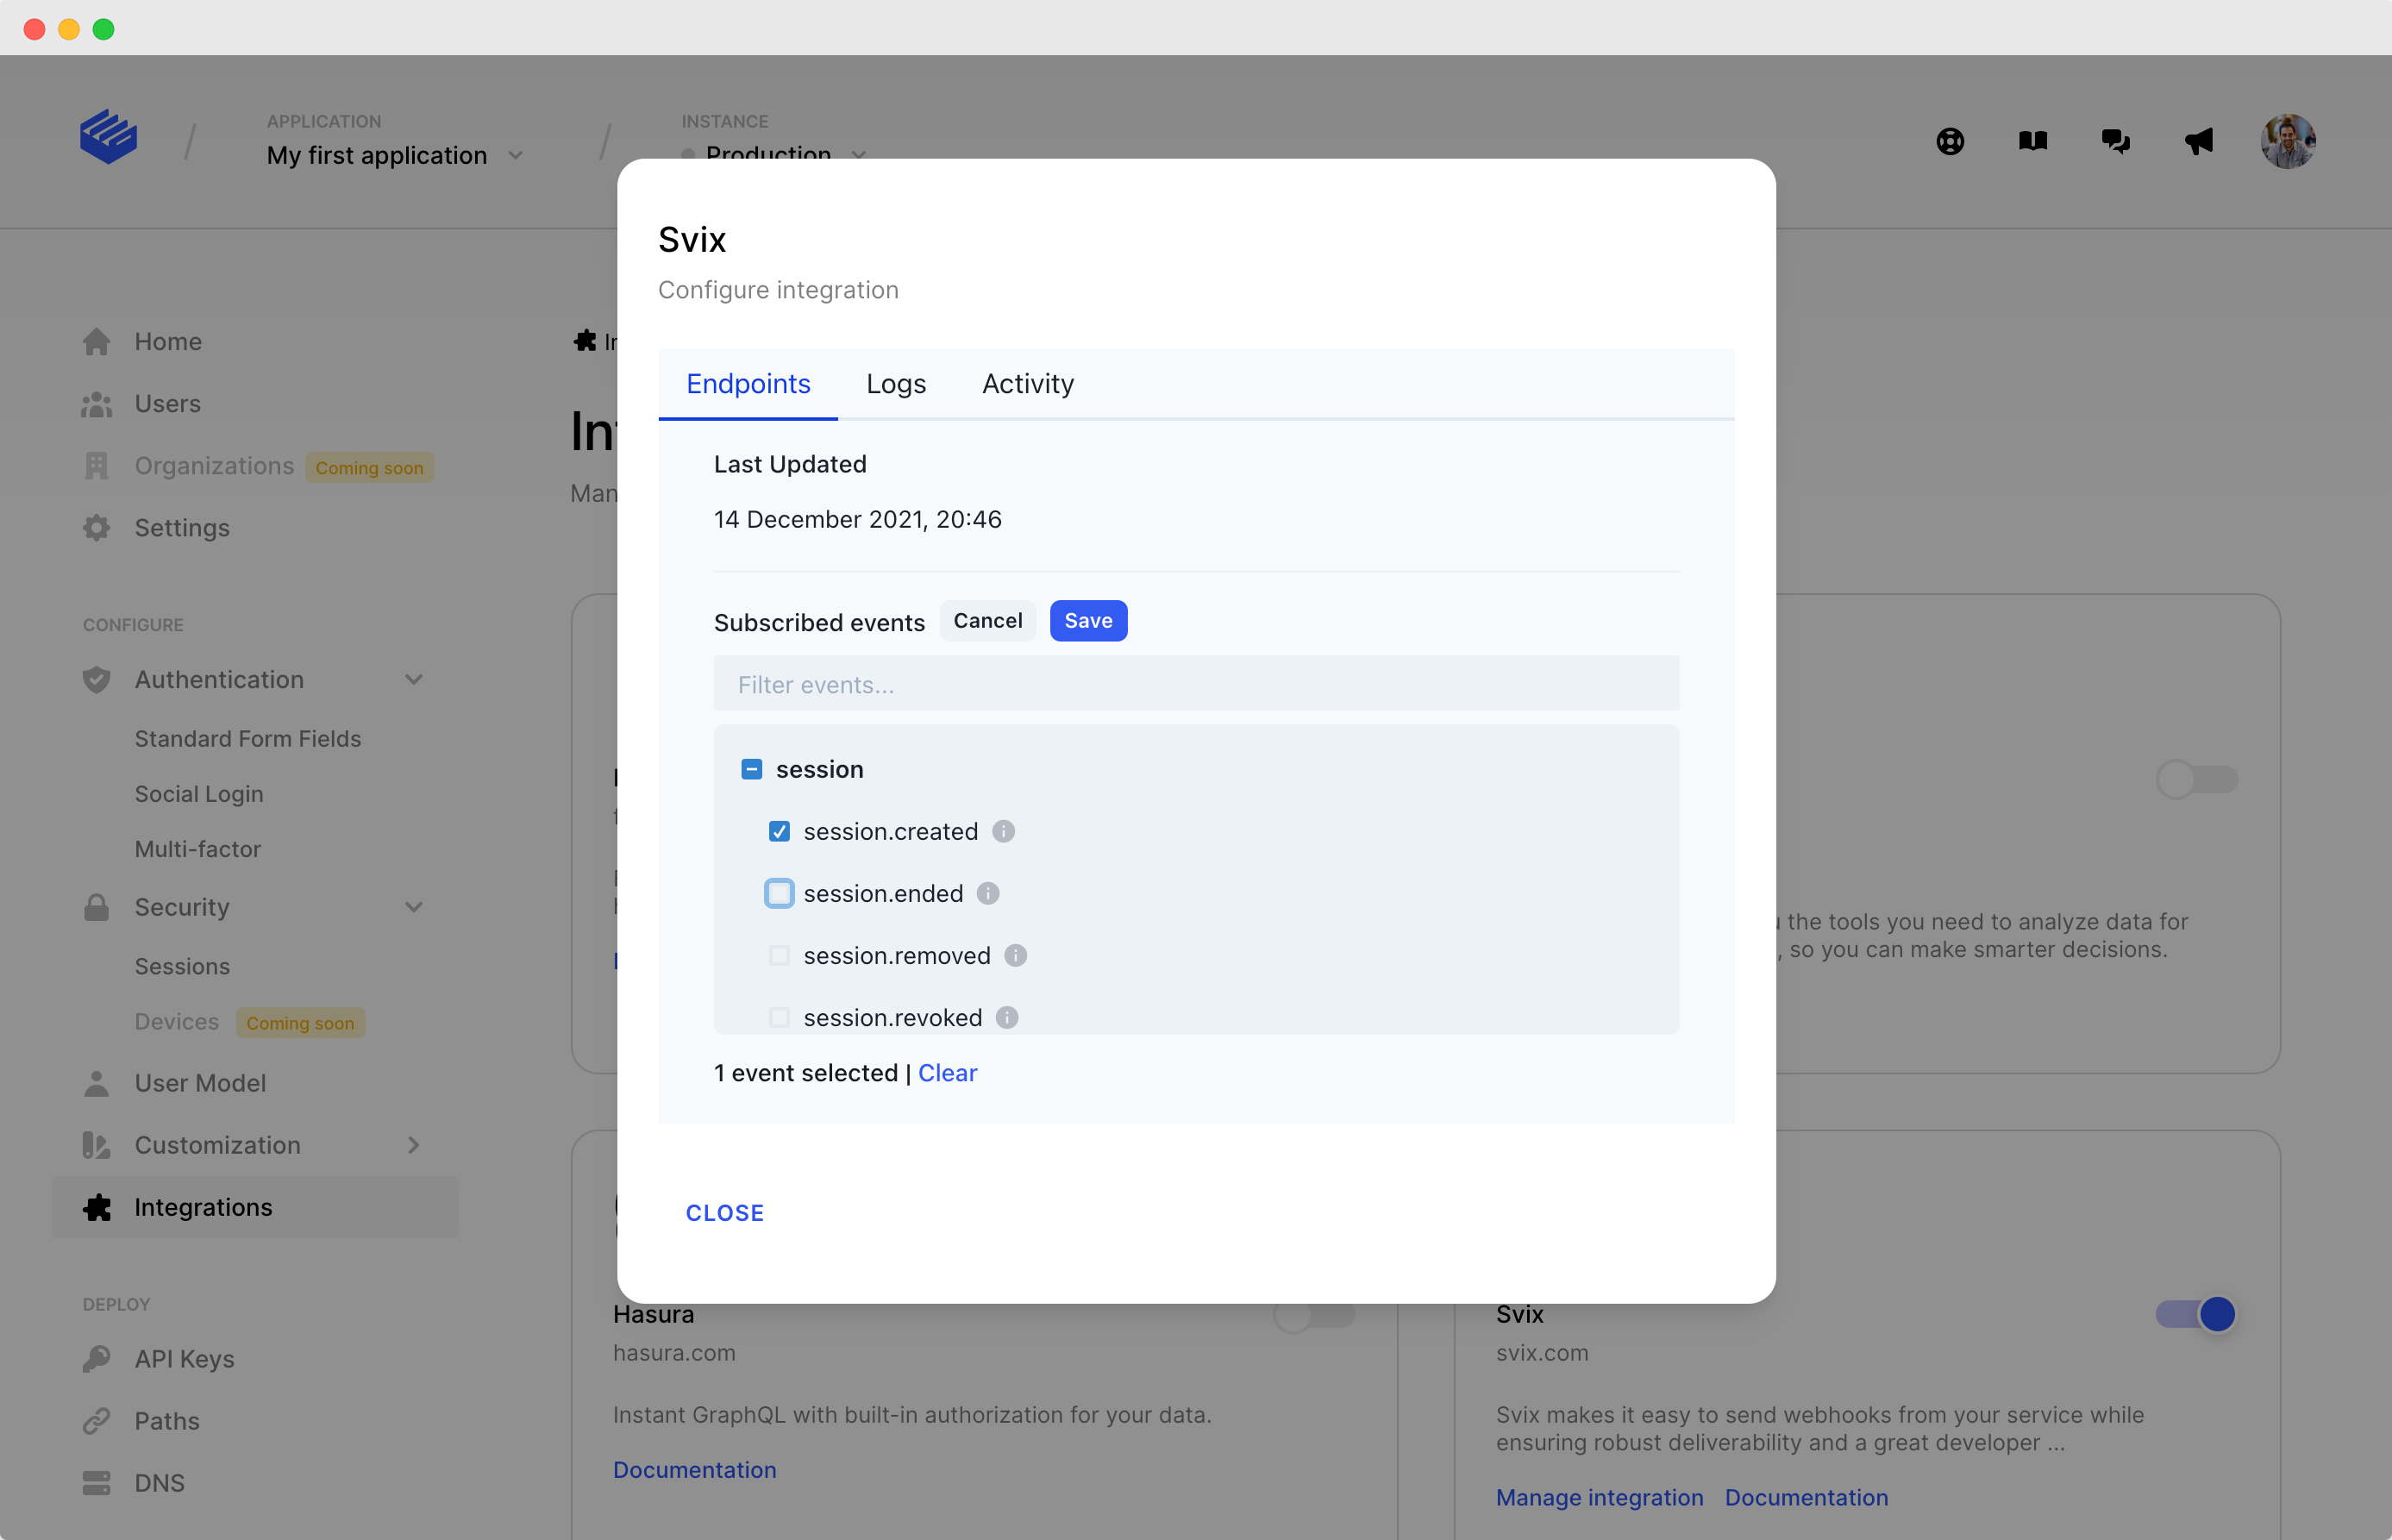 APPLICATION
My first application
INSTANCE
Production
Svix
Configure integration
Endpoints
Logs
Activity
Last Updated
14 December 2021, 20:46
Subscribed events
Cancel
Save
Filter events...
session
session.created
session.ended
session.removed
session.revoked
1 event selected | Clear
CLOSE
Home
Users
Organizations
Coming soon
Settings
CONFIGURE
Authentication
Standard Form Fields
Social Login
Multi-factor
Security
Sessions
Devices
Coming soon
User Model
Customization
Integrations
DEPLOY
API Keys
Paths
DNS
Man
the tools you need to analyze data for
, so you can make smarter decisions.
Hasura
hasura.com
Instant GraphQL with built-in authorization for your data.
Documentation
Svix
svix.com
Svix makes it easy to send webhooks from your service while
ensuring robust deliverability and a great developer ...
Manage integration
Documentation